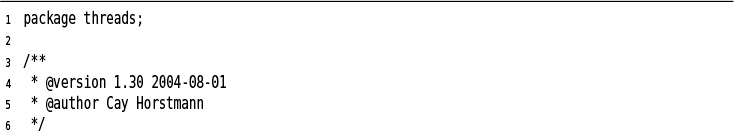 1 package threads;
2
3 /**
4  * @version 1.30 2004-08-01
5  * @author Cay Horstmann
6  */